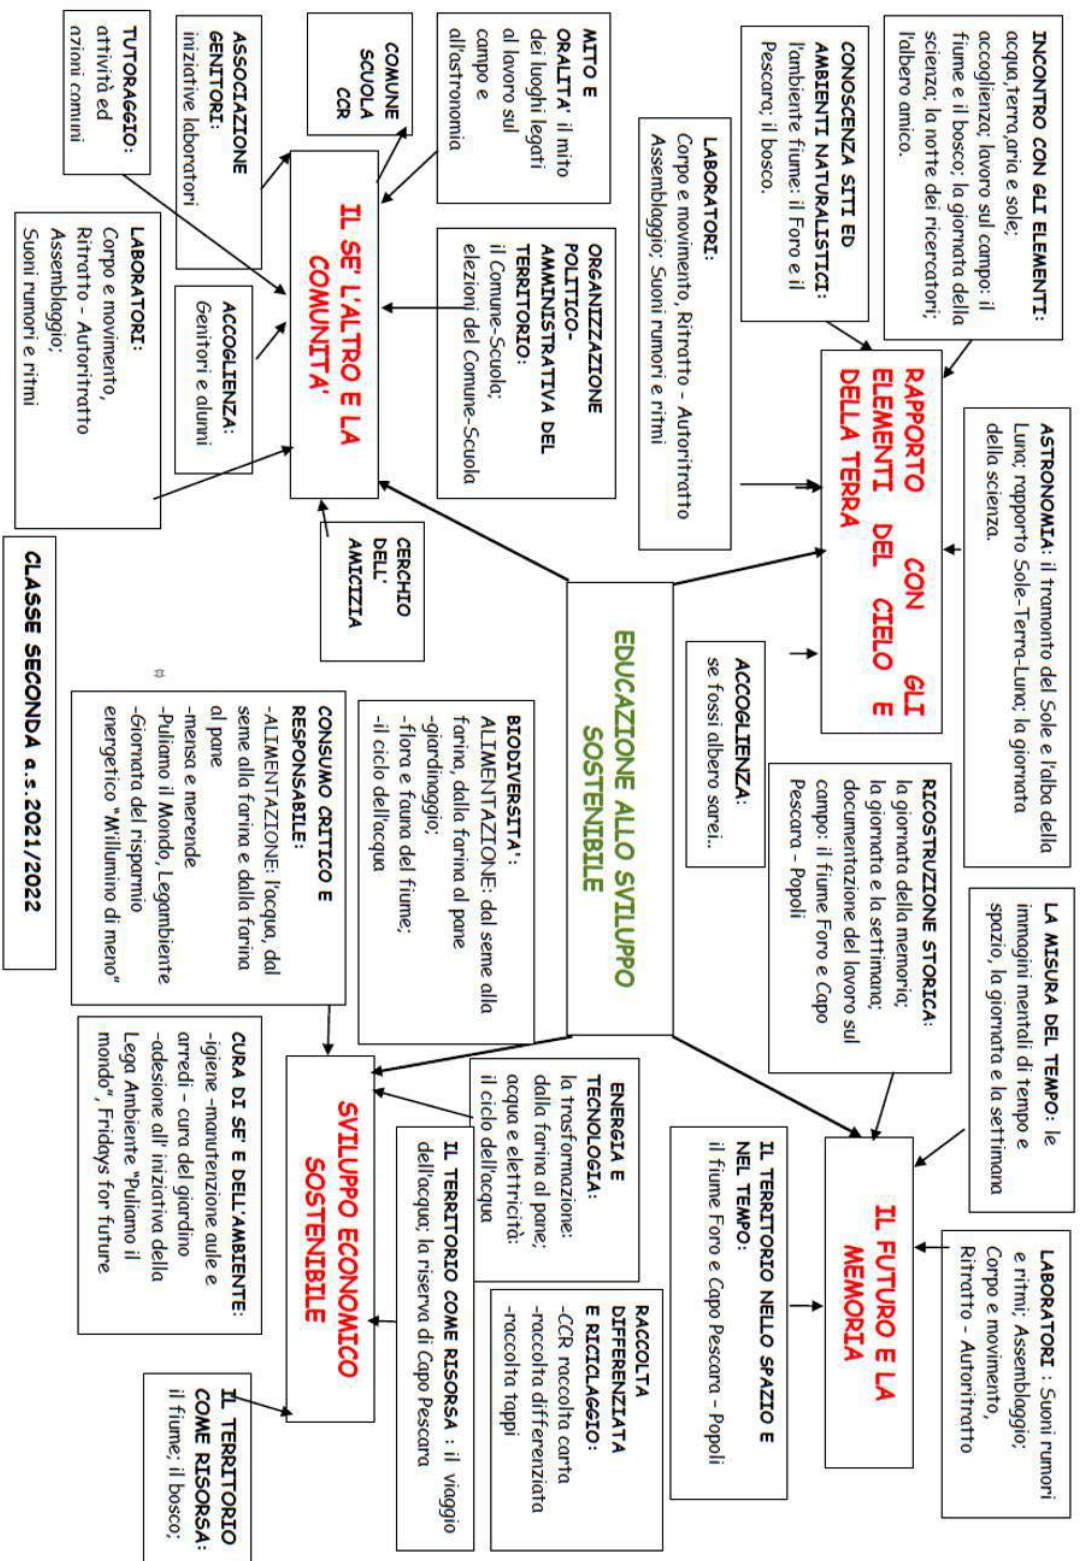 INCONTRO CON GLI ELEMENTI:
acqua,terra,aria e sole;
accoglienza; lavoro sul campo: il
fiume e il bosco; la giornata della
scienza; la notte dei ricercatori;
l'albero amico.
ASTRONOMIA: il tramonto del Sole e l'alba della
Luna; rapporto Sole-Terra-Luna; la giornata
della scienza.
LA MISURA DEL TEMPO: le
immagini mentali di tempo e
spazio, la giornata e la settimana
LABORATORI : Suoni rumori
e ritmi; Assemblaggio;
Corpo e movimento,
Ritratto - Autoritratto
CONOSCENZA SITI ED
AMBIENTI NATURALISTICI:
l'ambiente fiume: il Foro e il
Pescara; il bosco.
RAPPORTO CON GLI
ELEMENTI DEL CIELO E
DELLA TERRA
RICOSTRUZIONE STORICA:
la giornata della memoria;
la giornata e la settimana;
documentazione del lavoro sul
campo: il fiume Foro e Capo
Pescara - Popoli
IL FUTURO E LA
MEMORIA
LABORATORI:
Corpo e movimento, Ritratto - Autoritratto
Assemblaggio; Suoni rumori e ritmi
ACCOGLIENZA:
se fossi albero sarei..
IL TERRITORIO NELLO SPAZIO E
NEL TEMPO:
il fiume Foro e Capo Pescara - Popoli
MITO E
ORALITA' il mito
dei luoghi legati
al lavoro sul
campo e
all'astronomia
ORGANIZZAZIONE
POLITICO-
AMMINISTRATIVA DEL
TERRITORIO:
il Comune-Scuola;
elezioni del Comune-Scuola
EDUCAZIONE ALLO SVILUPPO
SOSTENIBILE
BIODIVERSITA':
ALIMENTAZIONE: dal seme alla
farina, dalla farina al pane
-giardinaggio;
-flora e fauna del fiume;
-il ciclo dell'acqua
ENERGIA E
TECNOLOGIA:
la trasformazione:
dalla farina al pane;
acqua e elettricità:
il ciclo dell'acqua
RACCOLTA
DIFFERENZIATA
E RICICLAGGIO:
-CCR raccolta carta
-raccolta differenziata
-raccolta tappi
COMUNE
SCUOLA
CCR
IL SE' L'ALTRO E LA
COMUNITA'
CERCHIO
DELL'
AMICIZIA
IL TERRITORIO COME RISORSA : il viaggio
dell'acqua; la riserva di Capo Pescara
ASSOCIAZIONE
GENITORI:
iniziative laboratori
ACCOGLIENZA:
Genitori e alunni
CONSUMO CRITICO E
RESPONSABILE:
-ALIMENTAZIONE: l'acqua, dal
seme alla farina e dalla farina
al pane
-mensa e merende
-Puliamo il Mondo, Legambiente
-Giornata del risparmio
energetico "M'illumino di meno"
SVILUPPO ECONOMICO
SOSTENIBILE
TUTORAGGIO:
attività ed
azioni comuni
LABORATORI:
Corpo e movimento,
Ritratto - Autoritratto
Assemblaggio;
Suoni rumori e ritmi
CURA DI SE' E DELL'AMBIENTE:
-igiene -manutenzione aule e
arredi - cura del giardino
-adesione all' iniziativa della
Lega Ambiente "Puliamo il
mondo", Fridays for future
IL TERRITORIO
COME RISORSA:
il fiume; il bosco;
CLASSE SECONDA a.s.2021/2022